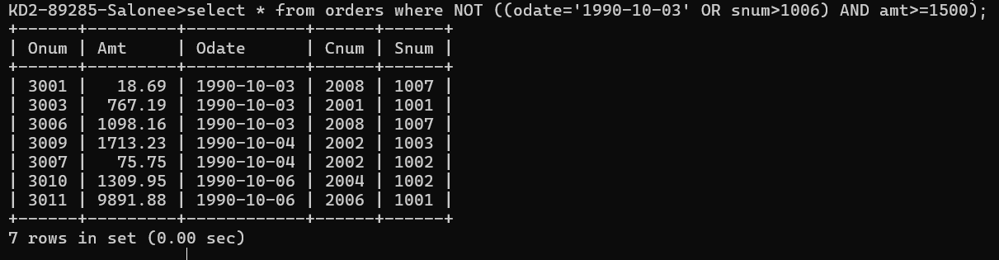 KD2-89285-Salonee>select * from orders where NOT ((odate='1990-10-03' OR snum>1006) AND amt>=1500);
+------+---------+------------+------+------+
| Onum | Amt     | Odate      | Cnum | Snum |
+------+---------+------------+------+------+
| 3001 |   18.69 | 1990-10-03 | 2008 | 1007 |
| 3003 |  767.19 | 1990-10-03 | 2001 | 1001 |
| 3006 | 1098.16 | 1990-10-03 | 2008 | 1007 |
| 3009 | 1713.23 | 1990-10-04 | 2002 | 1003 |
| 3007 |   75.75 | 1990-10-04 | 2002 | 1002 |
| 3010 | 1309.95 | 1990-10-06 | 2004 | 1002 |
| 3011 | 9891.88 | 1990-10-06 | 2006 | 1001 |
+------+---------+------------+------+------+
7 rows in set (0.00 sec)